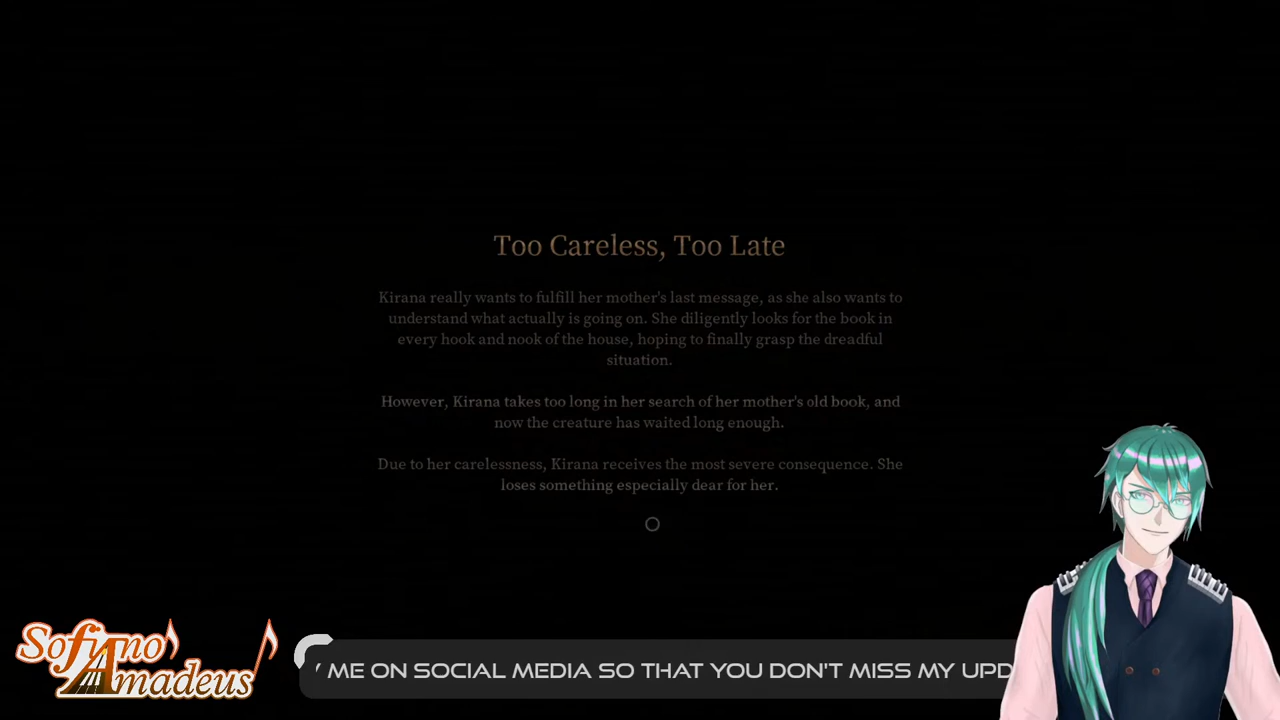 Too Careless, Too Late
Kirana really wants to fulfill her mother's last message, as she also wants to
understand what actually is going on. She diligently looks for the book in
every hook and nook of the house, hoping to finally grasp the dreadful
situation.
However, Kirana takes too long in her search of her mother's old book, and
now the creature has waited long enough.
Due to her carelessness, Kirana receives the most severe consequence. She
loses something especially dear for her.
Sofiano
Amadeus
ME ON SOCIAL MEDIA SO THAT YOU DON'T MISS MY UPD